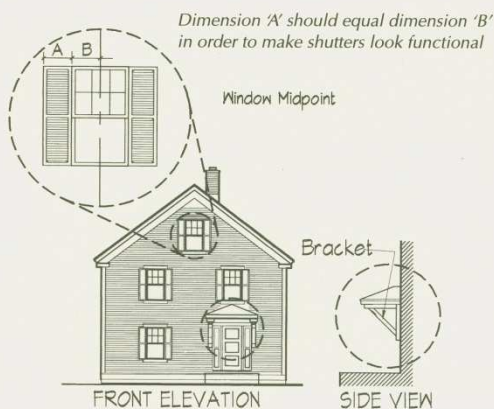 Dimension ‘A’ should equal dimension ‘B’
in order to make shutters look functional
A B
Window Midpoint
Bracket
FRONT ELEVATION
SIDE VIEW